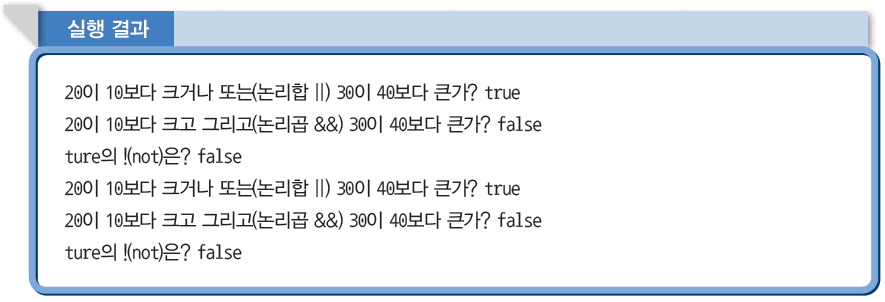 실행 결과
20이 10보다 크거나 또는(논리합 ||) 30이 40보다 큰가? true
20이 10보다 크고 그리고(논리곱 &&) 30이 40보다 큰가? false
ture의 !(not)은? false
20이 10보다 크거나 또는(논리합 ||) 30이 40보다 큰가? true
20이 10보다 크고 그리고(논리곱 &&) 30이 40보다 큰가? false
ture의 !(not)은? false